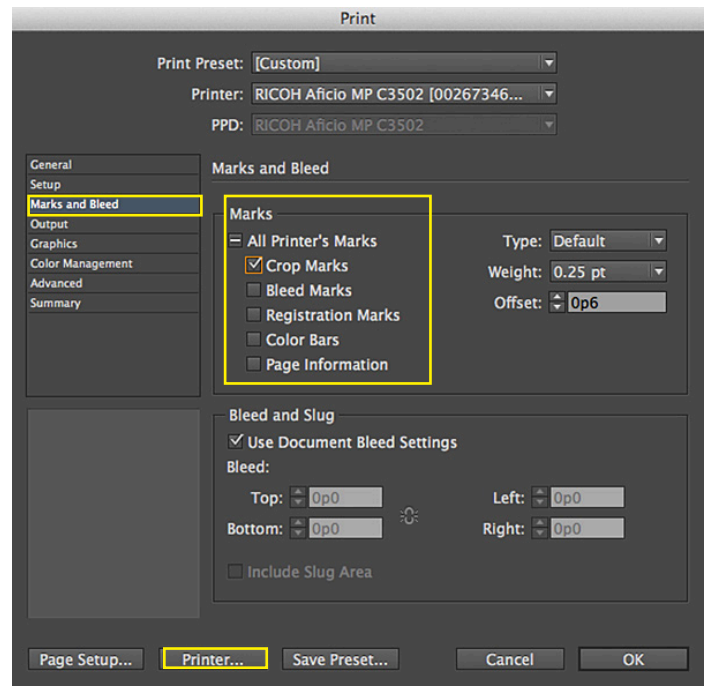 Print
Print Preset: [Custom]
Printer: RICOH Aficio MP C3502 [00267346...
PPD: RICOH Aficio MP C3502
General
Setup
Marks and Bleed
Output
Graphics
Color Management
Advanced
Summary
Marks and Bleed
Marks
All Printer's Marks
Crop Marks
Bleed Marks
Registration Marks
Color Bars
Page Information
Type: Default
Weight: 0.25 pt
Offset: 0p6
Bleed and Slug
Use Document Bleed Settings
Bleed:
Top: 0p0 Left: 0p0
Bottom: 0p0 Right: 0p0
Include Slug Area
Page Setup... Printer... Save Preset... Cancel OK